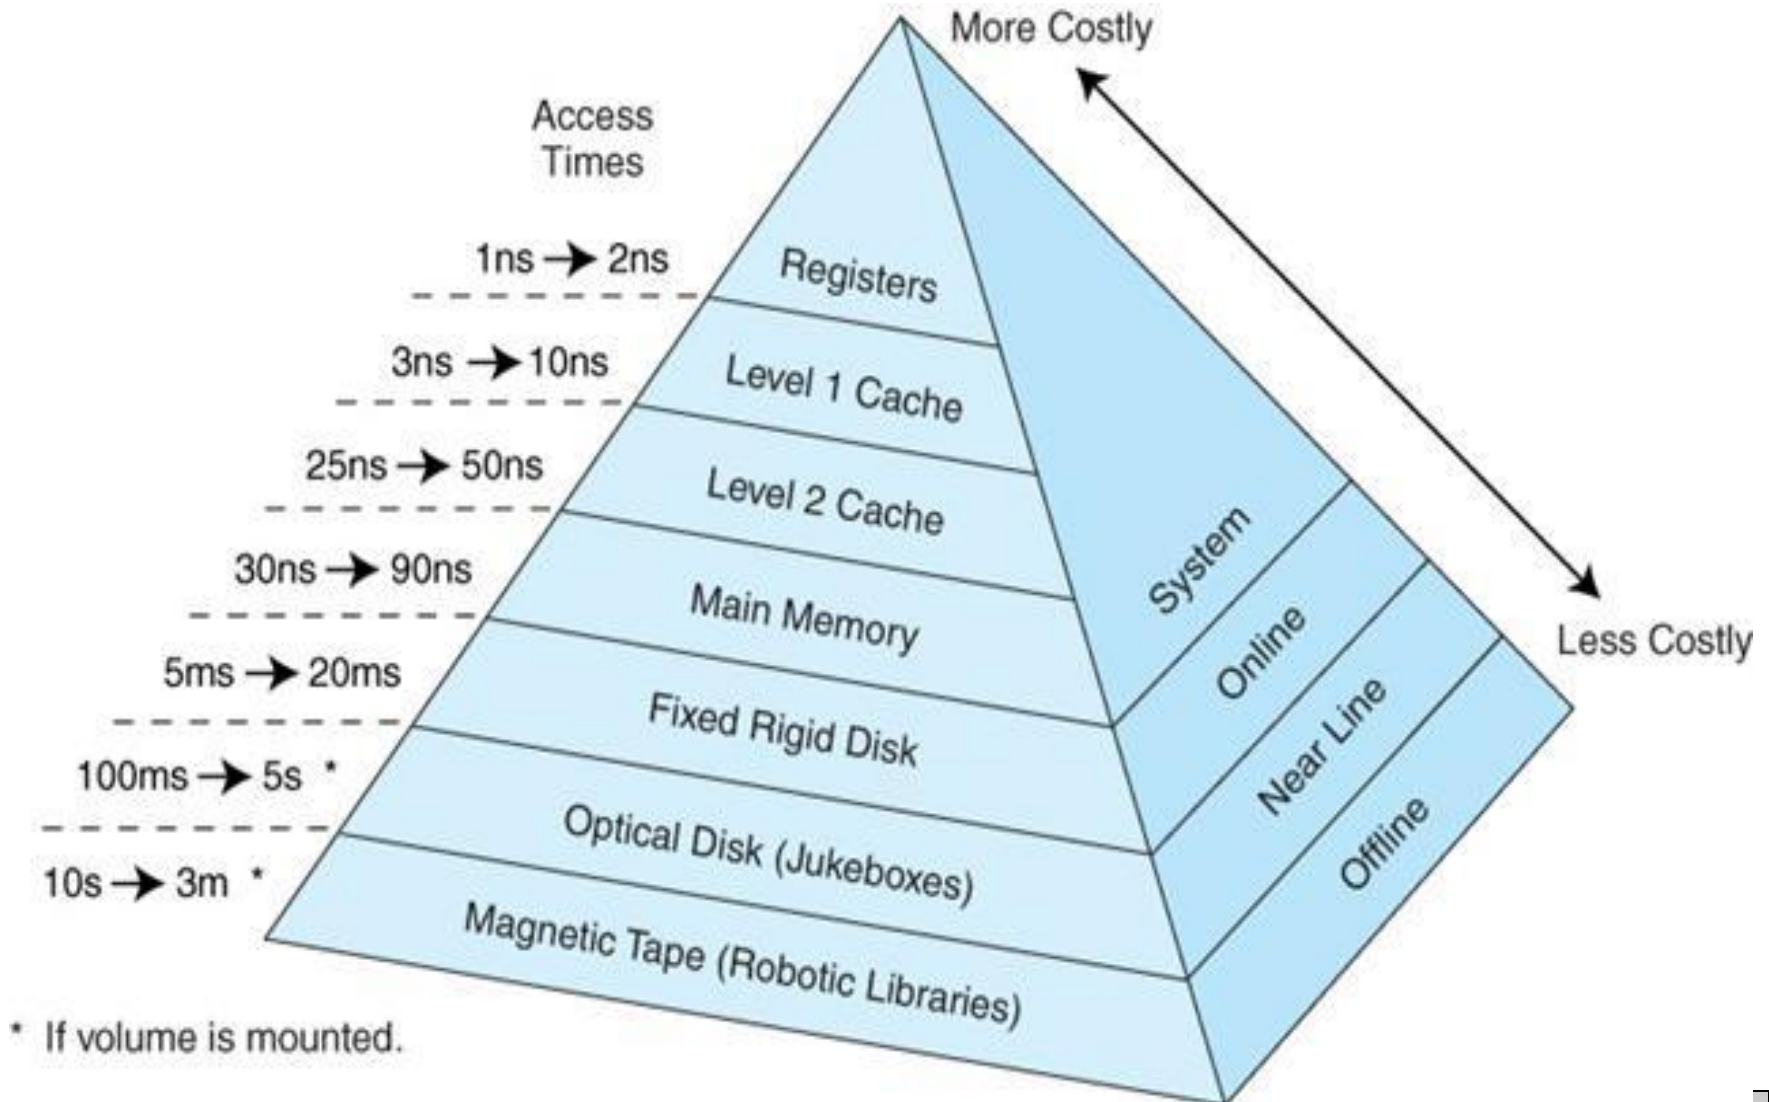 More Costly
Access
Times
1ns → 2ns
Registers
3ns → 10ns
Level 1 Cache
25ns → 50ns
Level 2 Cache
System
30ns → 90ns
Main Memory
Online
Less Costly
5ms → 20ms
Fixed Rigid Disk
Near Line
100ms → 5s *
Optical Disk (Jukeboxes)
Offline
10s → 3m *
Magnetic Tape (Robotic Libraries)
* If volume is mounted.